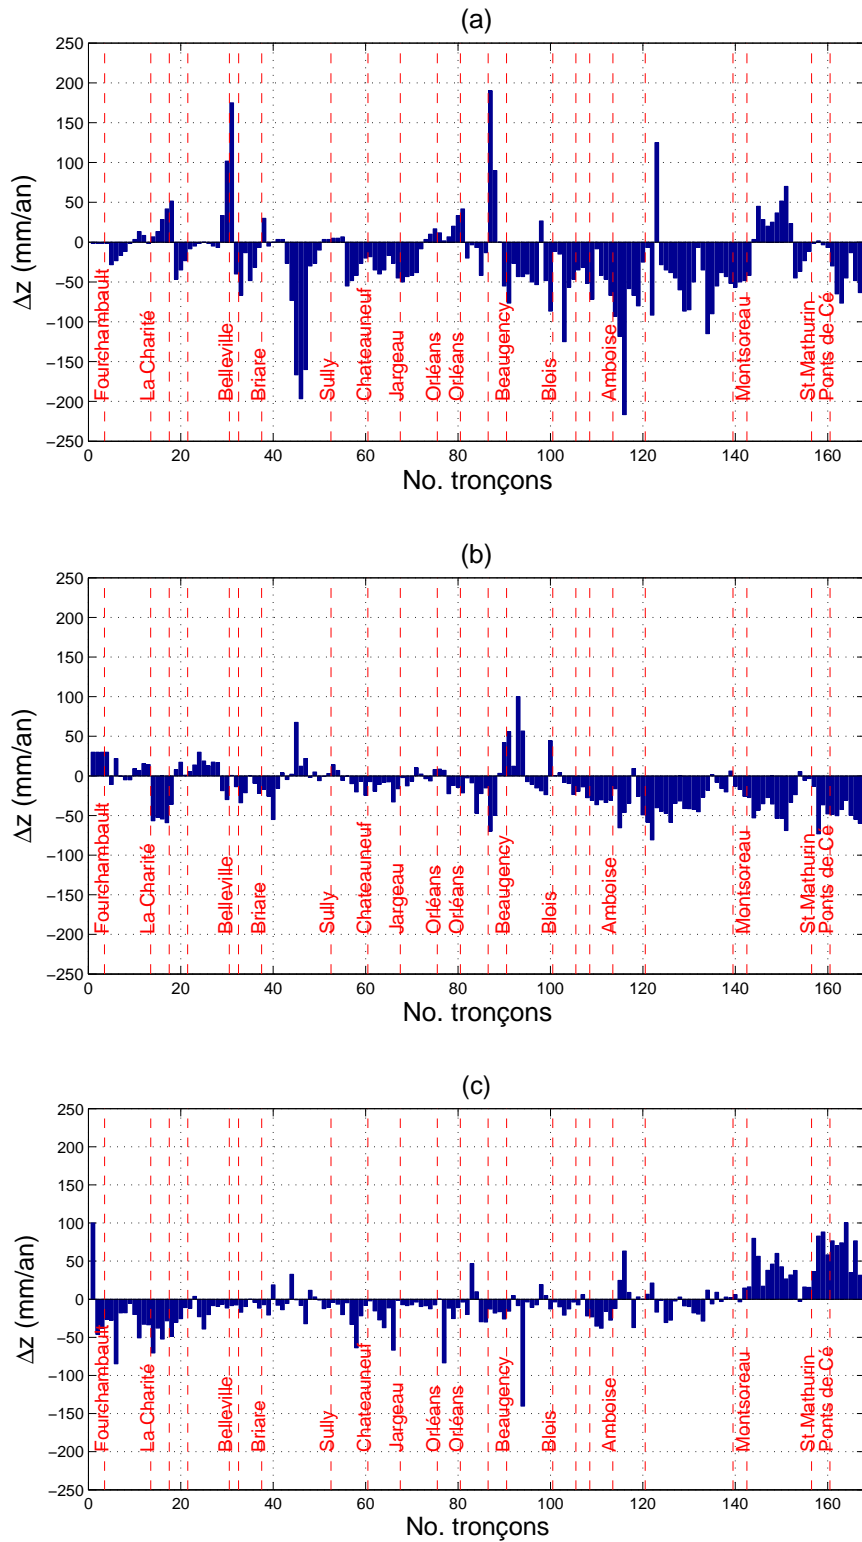 (a)
250
200
150
100
50
0
−50
−100
−150
−200
−250
Δz (mm/an)
Fourchambault
La-Charité
Belleville
Briare
Sully
Chateauneuf
Jargeau
Orléans
Orléans
Beaugency
Blois
Amboise
Montsoreau
St-Mathurin
Ponts-de-Cé
0 20 40 60 80 100 120 140 160
No. tronçons
(b)
250
200
150
100
50
0
−50
−100
−150
−200
−250
Δz (mm/an)
Fourchambault
La-Charité
Belleville
Briare
Sully
Chateauneuf
Jargeau
Orléans
Orléans
Beaugency
Blois
Amboise
Montsoreau
St-Mathurin
Ponts-de-Cé
0 20 40 60 80 100 120 140 160
No. tronçons
(c)
250
200
150
100
50
0
−50
−100
−150
−200
−250
Δz (mm/an)
Fourchambault
La-Charité
Belleville
Briare
Sully
Chateauneuf
Jargeau
Orléans
Orléans
Beaugency
Blois
Amboise
Montsoreau
St-Mathurin
Ponts de-Cé
0 20 40 60 80 100 120 140 160
No. tronçons